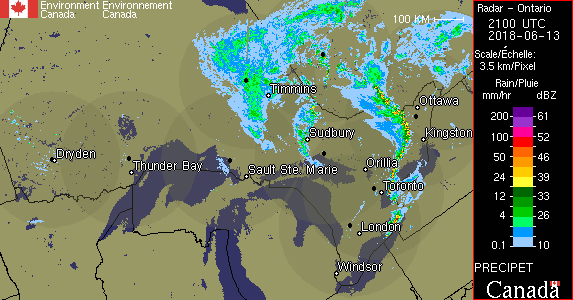 Environment Environnement
Canada Canada
100 KM
Timmins
Ottawa
Sudbury
Kingston
Dryden
Thunder Bay
Sault Ste. Marie
Orillia
Toronto
London
Windsor
Radar - Ontario
2100 UTC
2018-06-13
Scale/Échelle:
3.5 km/Pixel
Rain/Pluie
mm/hr dBZ
200 61
100 52
50 46
24 39
12 33
4 26
0.1 10
PRECIPET
Canada